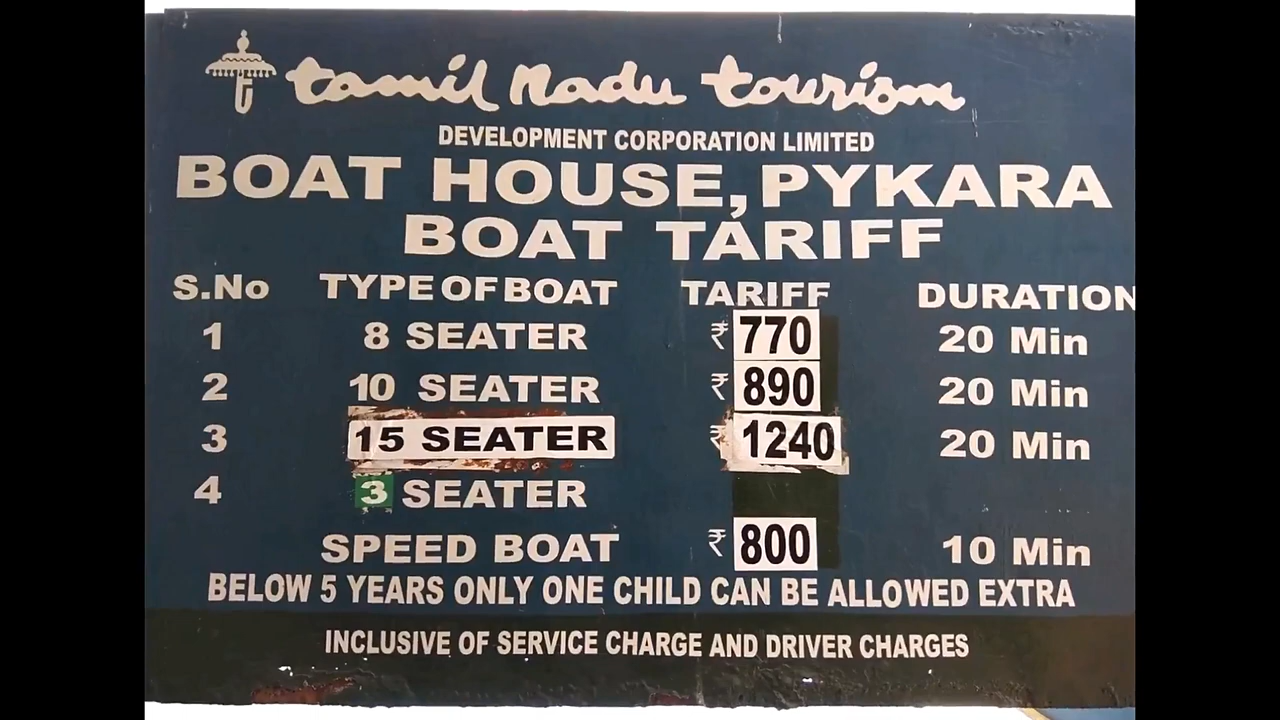 tamil nadu tourism
DEVELOPMENT CORPORATION LIMITED
BOAT HOUSE, PYKARA
BOAT TARIFF
S.No TYPE OF BOAT TARIFF DURATION
1 8 SEATER ₹ 770 20 Min
2 10 SEATER ₹ 890 20 Min
3 15 SEATER ₹ 1240 20 Min
4 3 SEATER
SPEED BOAT ₹ 800 10 Min
BELOW 5 YEARS ONLY ONE CHILD CAN BE ALLOWED EXTRA
INCLUSIVE OF SERVICE CHARGE AND DRIVER CHARGES